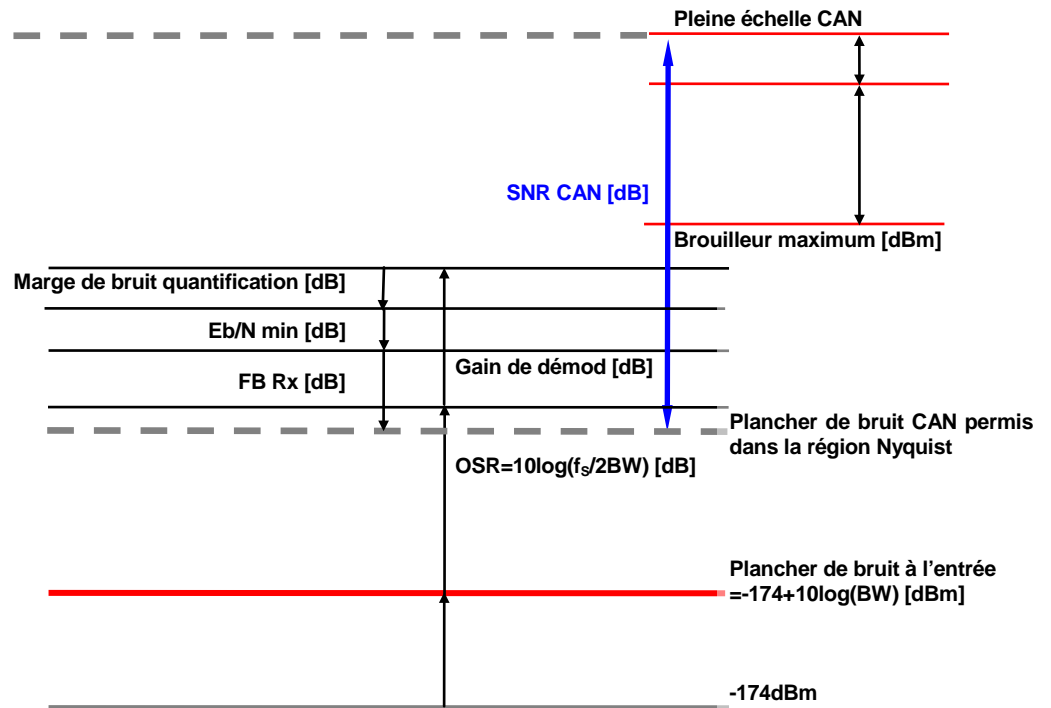 Pleine échelle CAN
SNR CAN [dB]
Brouilleur maximum [dBm]
Marge de bruit quantification [dB]
Eb/N min [dB]
FB Rx [dB]
Gain de démod [dB]
Plancher de bruit CAN permis
dans la région Nyquist
OSR=10log(fS/2BW) [dB]
Plancher de bruit à l'entrée
=-174+10log(BW) [dBm]
-174dBm